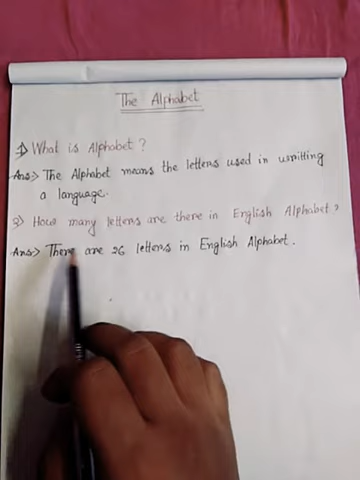 The Alphabet
1) What is Alphabet ?
Ans:> The Alphabet means the letters used in writting
a language.
2) How many letters are there in English Alphabet ?
Ans:> There are 26 letters in English Alphabet.